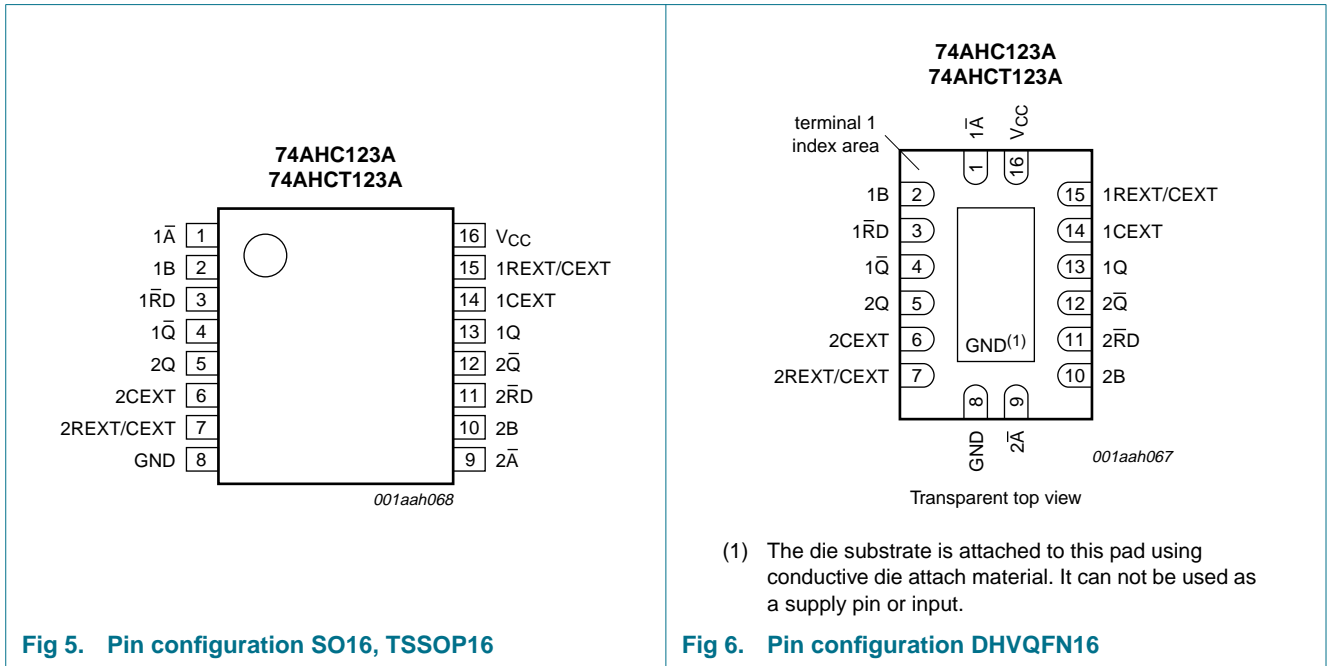 74AHC123A
74AHCT123A
1A̅ 1
1B 2
1R̅D 3
1Q̅ 4
2Q 5
2CEXT 6
2REXT/CEXT 7
GND 8
16 VCC
15 1REXT/CEXT
14 1CEXT
13 1Q
12 2Q̅
11 2R̅D
10 2B
9 2A̅
001aah068
Fig 5. Pin configuration SO16, TSSOP16
74AHC123A
74AHCT123A
terminal 1
index area
1A̅ 1
VCC 16
1B 2
1R̅D 3
1Q̅ 4
2Q 5
2CEXT 6
2REXT/CEXT 7
15 1REXT/CEXT
14 1CEXT
13 1Q
12 2Q̅
11 2R̅D
10 2B
GND(1)
GND 8
2A̅ 9
001aah067
Transparent top view
(1) The die substrate is attached to this pad using
conductive die attach material. It can not be used as
a supply pin or input.
Fig 6. Pin configuration DHVQFN16